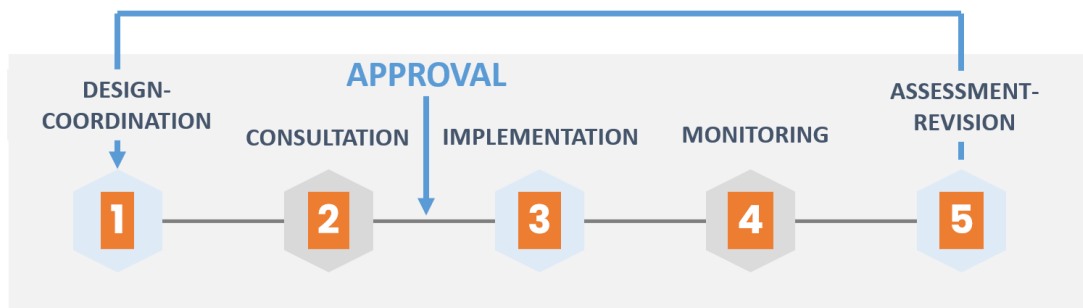 APPROVAL
DESIGN-
COORDINATION
CONSULTATION
IMPLEMENTATION
MONITORING
ASSESSMENT-
REVISION
1
2
3
4
5